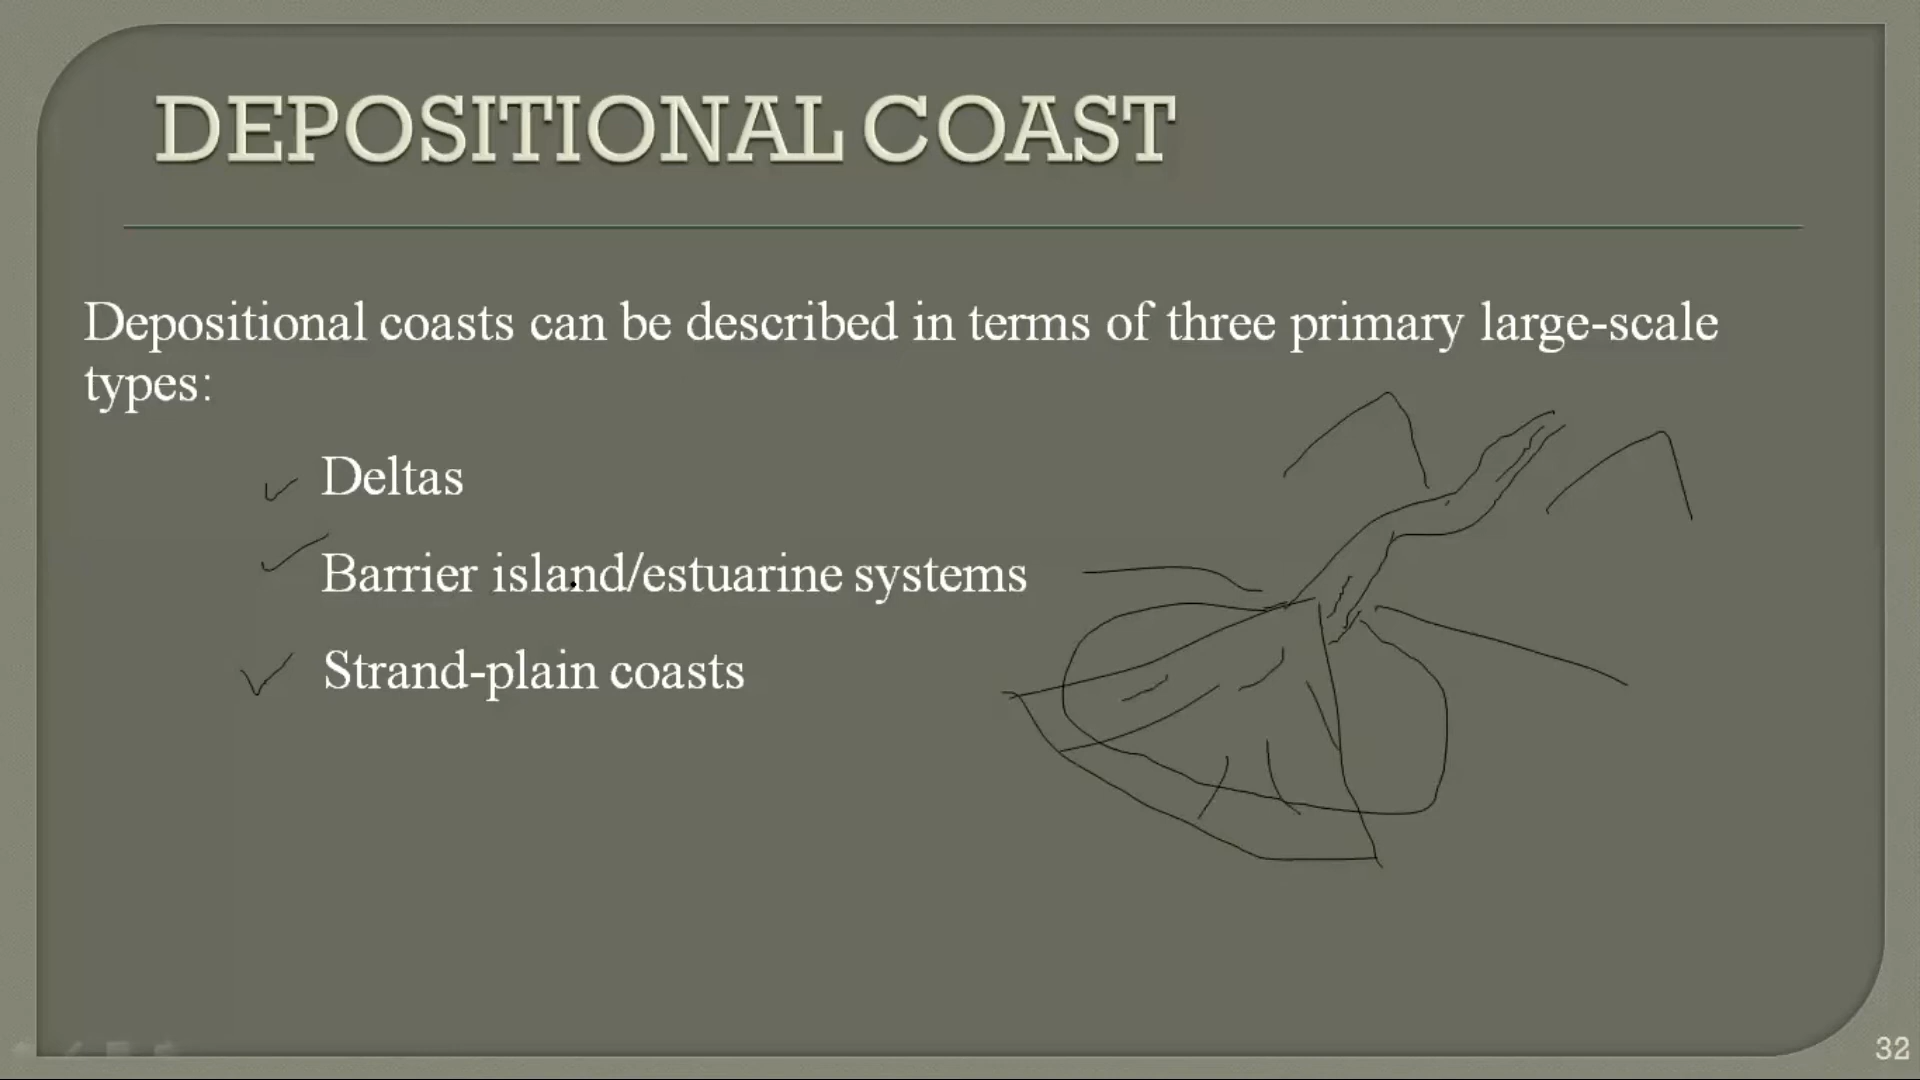 DEPOSITIONAL COAST
Depositional coasts can be described in terms of three primary large-scale
types:
Deltas
Barrier island/estuarine systems
Strand-plain coasts
32